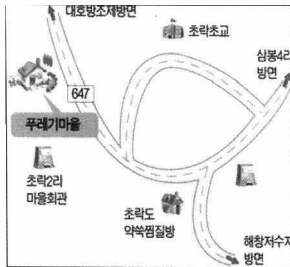 대호방조제방면
초락초교
삼봉4리
방면
647
푸레기마을
초락2리
마을회관
초락도
약쑥찜질방
해창저수지
방면